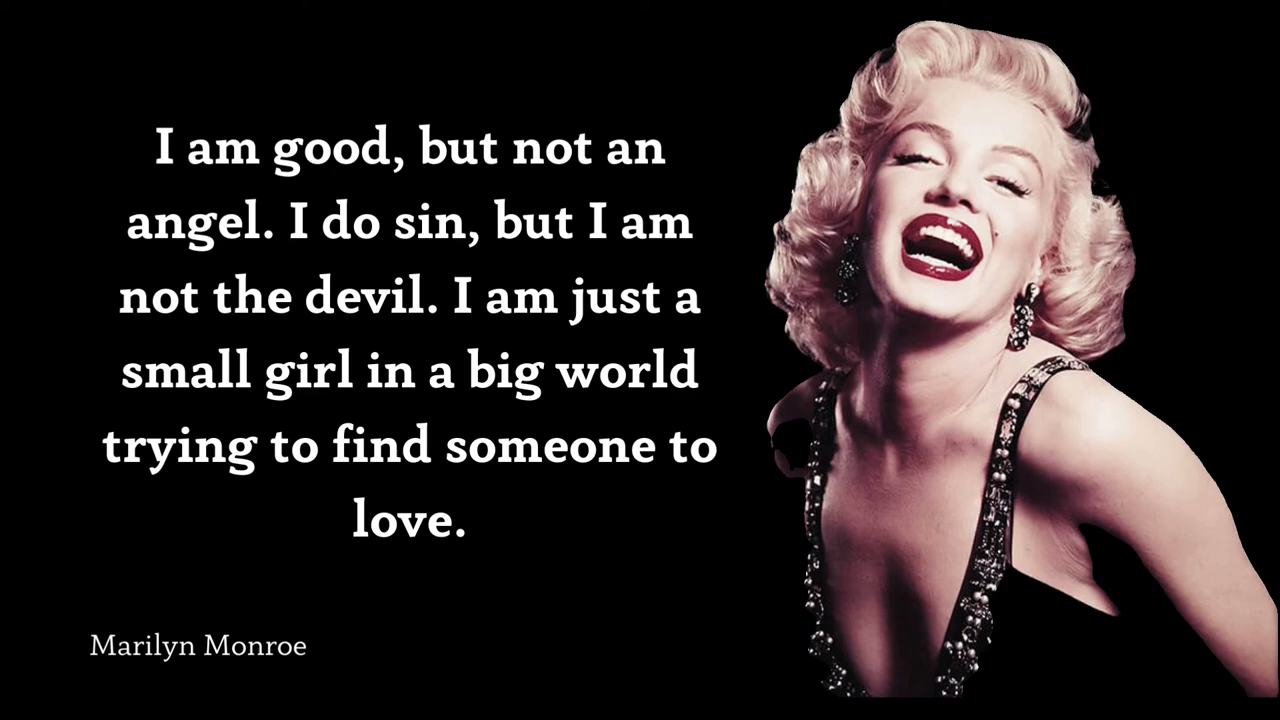 I am good, but not an
angel. I do sin, but I am
not the devil. I am just a
small girl in a big world
trying to find someone to
love.
Marilyn Monroe